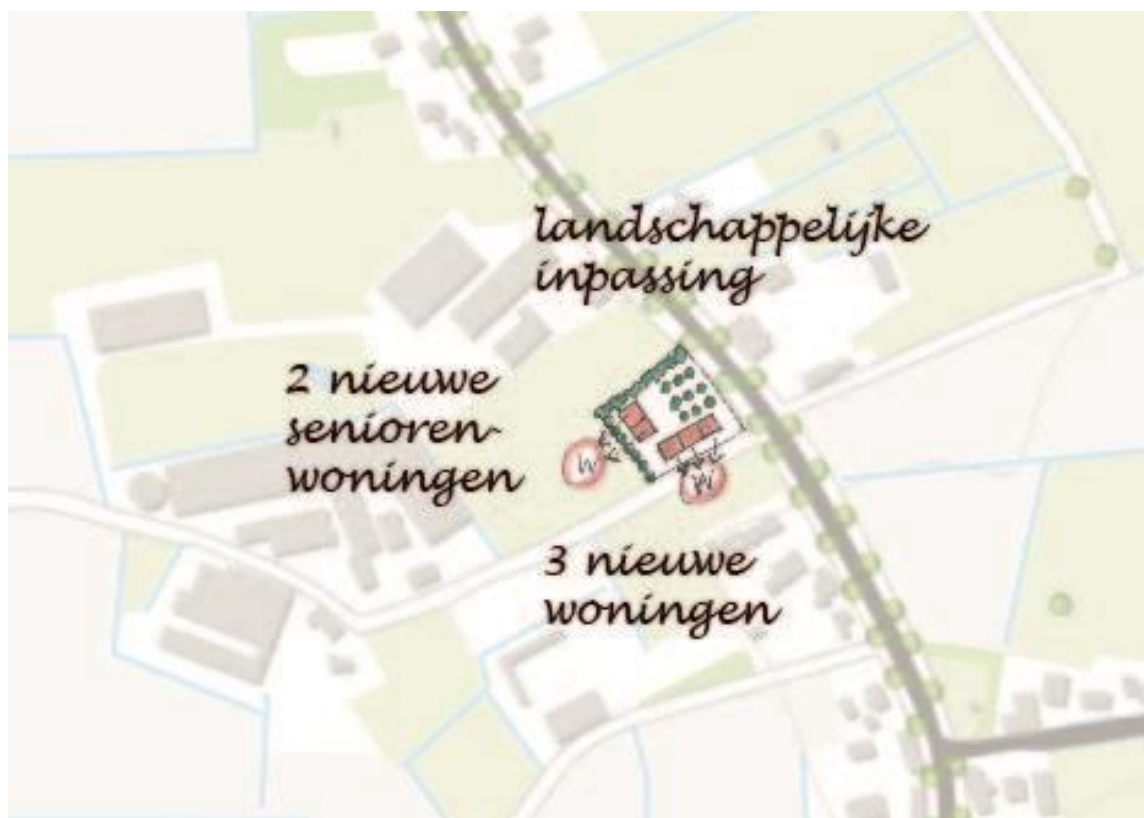 landschappelijke
inpassing
2 nieuwe
senioren-
woningen
W
W
3 nieuwe
woningen